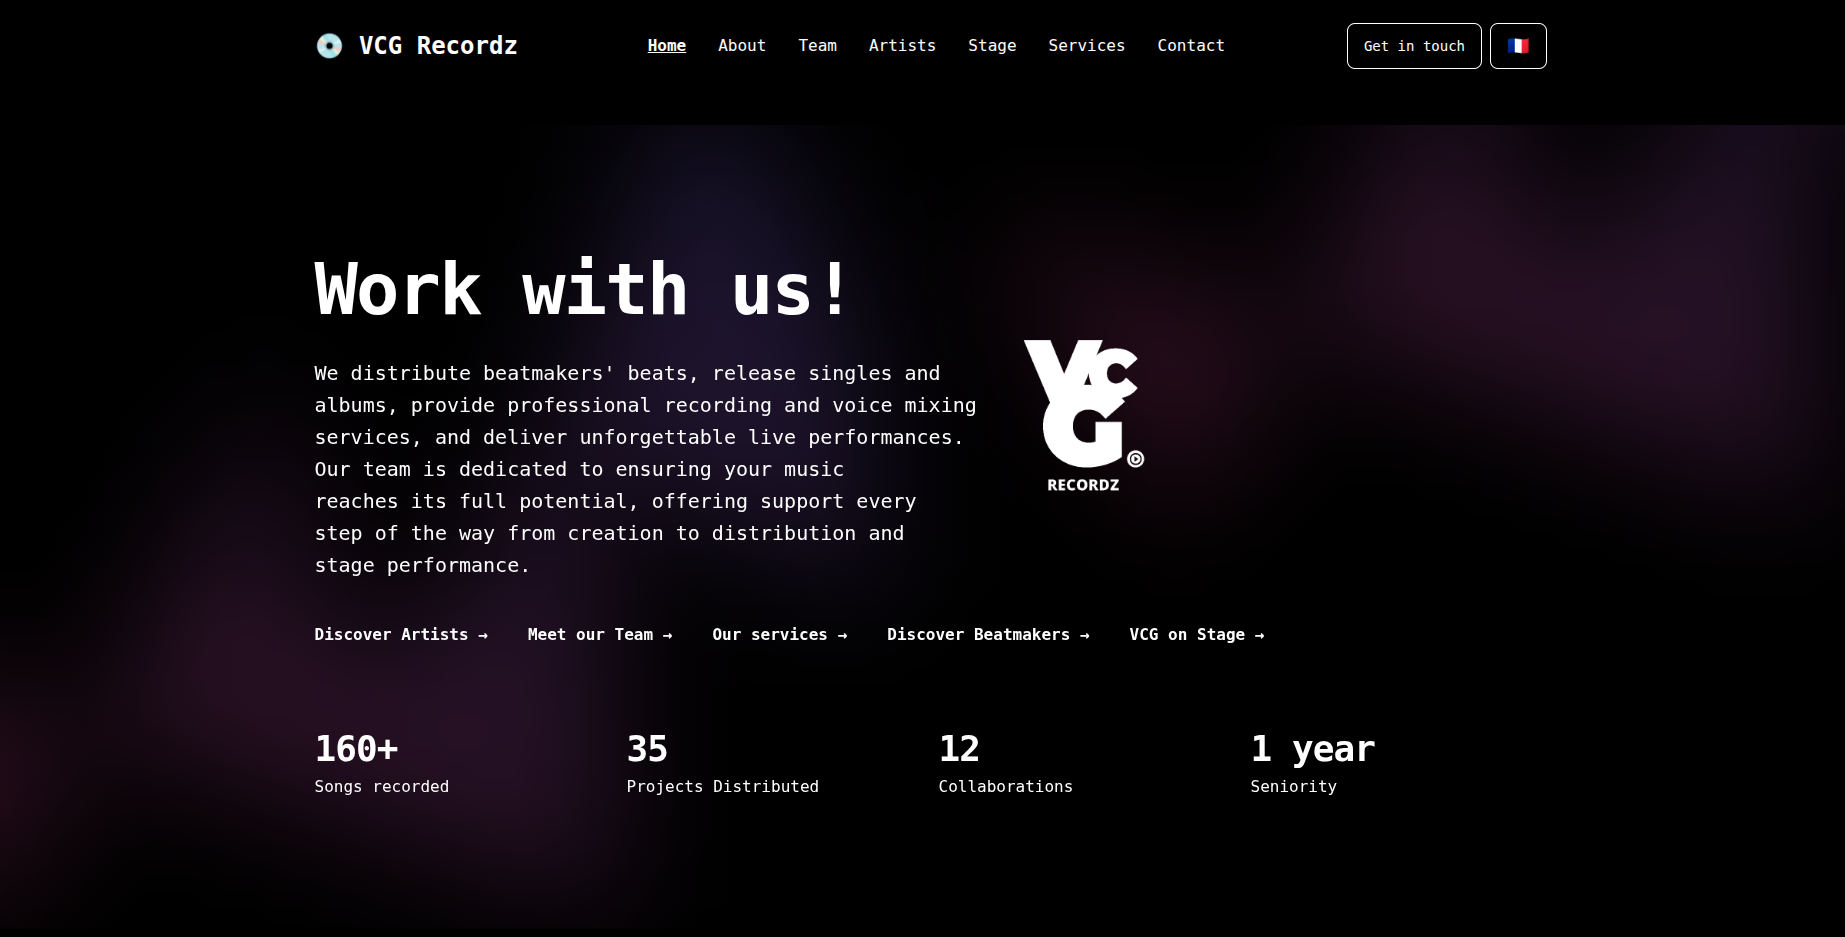 💿 VCG Recordz
Home About Team Artists Stage Services Contact
Get in touch 🇫🇷
Work with us!
We distribute beatmakers' beats, release singles and
albums, provide professional recording and voice mixing
services, and deliver unforgettable live performances.
Our team is dedicated to ensuring your music
reaches its full potential, offering support every
step of the way from creation to distribution and
stage performance.
VCG
RECORDZ
Discover Artists → Meet our Team → Our services → Discover Beatmakers → VCG on Stage →
160+ 35 12 1 year
Songs recorded Projects Distributed Collaborations Seniority